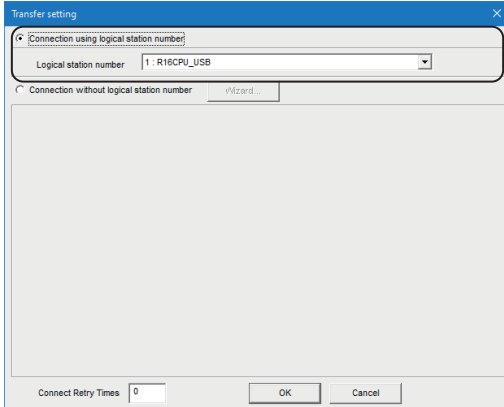 Transfer setting
Connection using logical station number
Logical station number 1 : R16CPU_USB
Connection without logical station number Wizard...
Connect Retry Times 0 OK Cancel